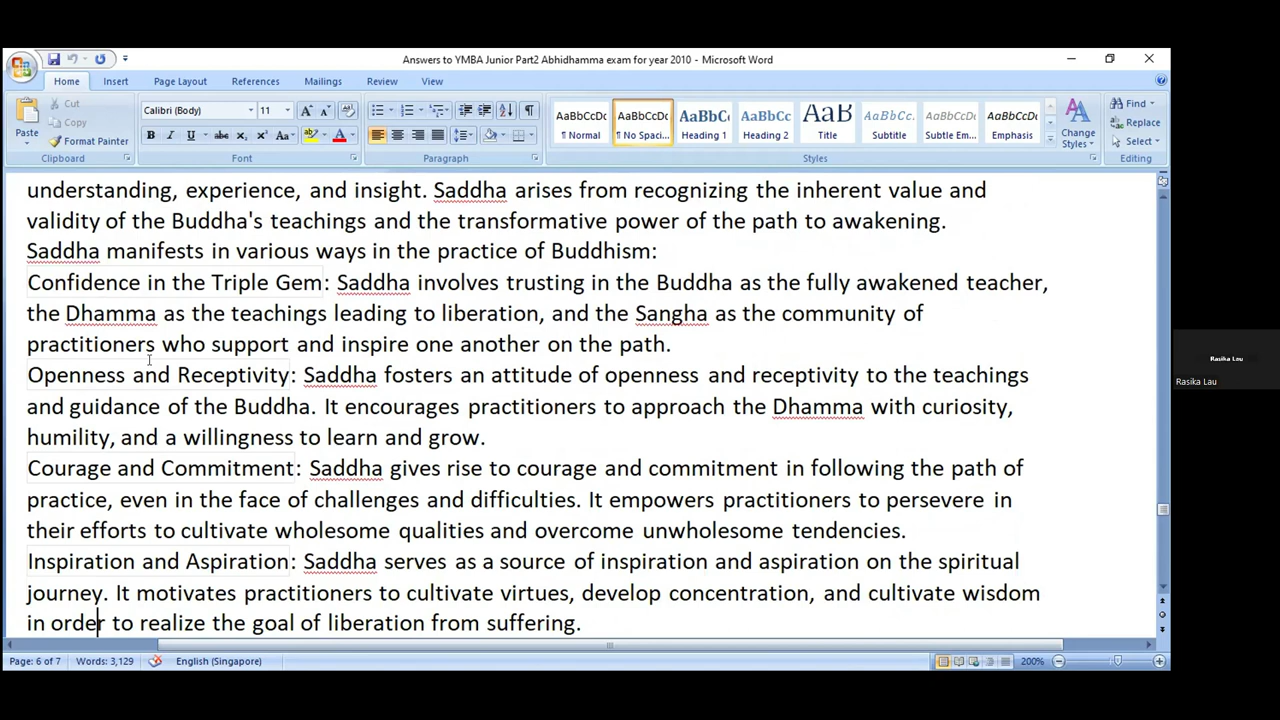 Answers to YMBA Junior Part2 Abhidhamma exam for year 2010 - Microsoft Word
Home Insert Page Layout References Mailings Review View
Cut
Copy
Format Painter
Paste
Calibri (Body) 11
AaBbCcDc AaBbCcDc AaBbC AaBbCc AaB AaBbCc. AaBbCcDc AaBbCcDc
¶ Normal ¶ No Spaci... Heading 1 Heading 2 Title Subtitle Subtle Em... Emphasis
Change Styles
Find
Replace
Select
Clipboard Font Paragraph Styles Editing
understanding, experience, and insight. Saddha arises from recognizing the inherent value and
validity of the Buddha's teachings and the transformative power of the path to awakening.
Saddha manifests in various ways in the practice of Buddhism:
Confidence in the Triple Gem: Saddha involves trusting in the Buddha as the fully awakened teacher,
the Dhamma as the teachings leading to liberation, and the Sangha as the community of
practitioners who support and inspire one another on the path.
Openness and Receptivity: Saddha fosters an attitude of openness and receptivity to the teachings
and guidance of the Buddha. It encourages practitioners to approach the Dhamma with curiosity,
humility, and a willingness to learn and grow.
Courage and Commitment: Saddha gives rise to courage and commitment in following the path of
practice, even in the face of challenges and difficulties. It empowers practitioners to persevere in
their efforts to cultivate wholesome qualities and overcome unwholesome tendencies.
Inspiration and Aspiration: Saddha serves as a source of inspiration and aspiration on the spiritual
journey. It motivates practitioners to cultivate virtues, develop concentration, and cultivate wisdom
in order to realize the goal of liberation from suffering.
Page: 6 of 7 Words: 3,129 English (Singapore) 200%
Rasika Lau
Rasika Lau